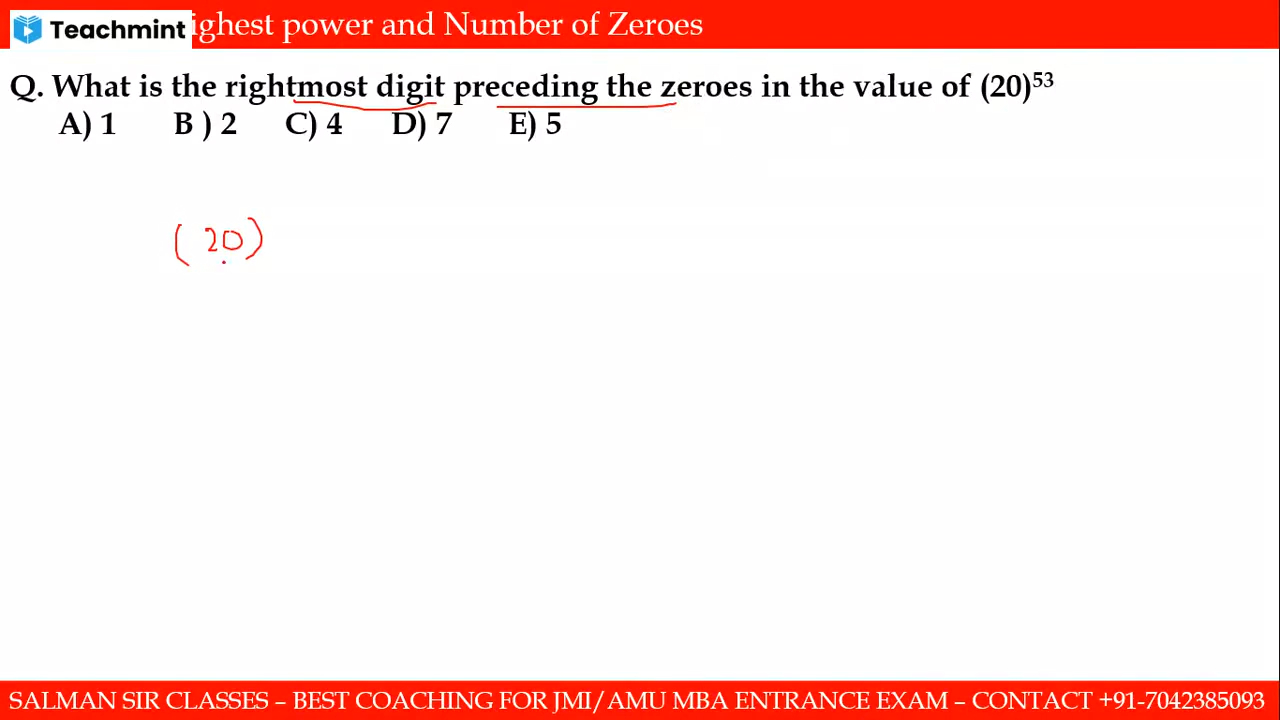 Teachmint
ighest power and Number of Zeroes
Q. What is the rightmost digit preceding the zeroes in the value of (20)⁵³
A) 1 B ) 2 C) 4 D) 7 E) 5
( 20 )
SALMAN SIR CLASSES – BEST COACHING FOR JMI/AMU MBA ENTRANCE EXAM – CONTACT +91-7042385093